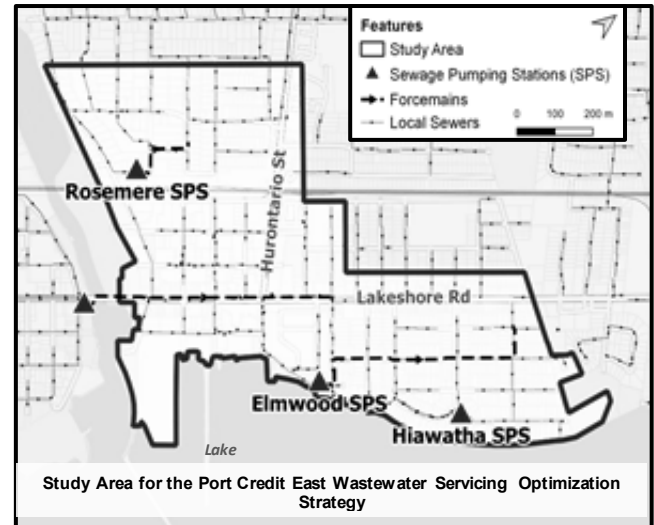 Features
Study Area
Sewage Pumping Stations (SPS)
Forcemains
0 100 200 m
Local Sewers
Rosemere SPS
Hurontario St
Lakeshore Rd
Elmwood SPS
Hiawatha SPS
Lake
Study Area for the Port Credit East Wastewater Servicing Optimization
Strategy